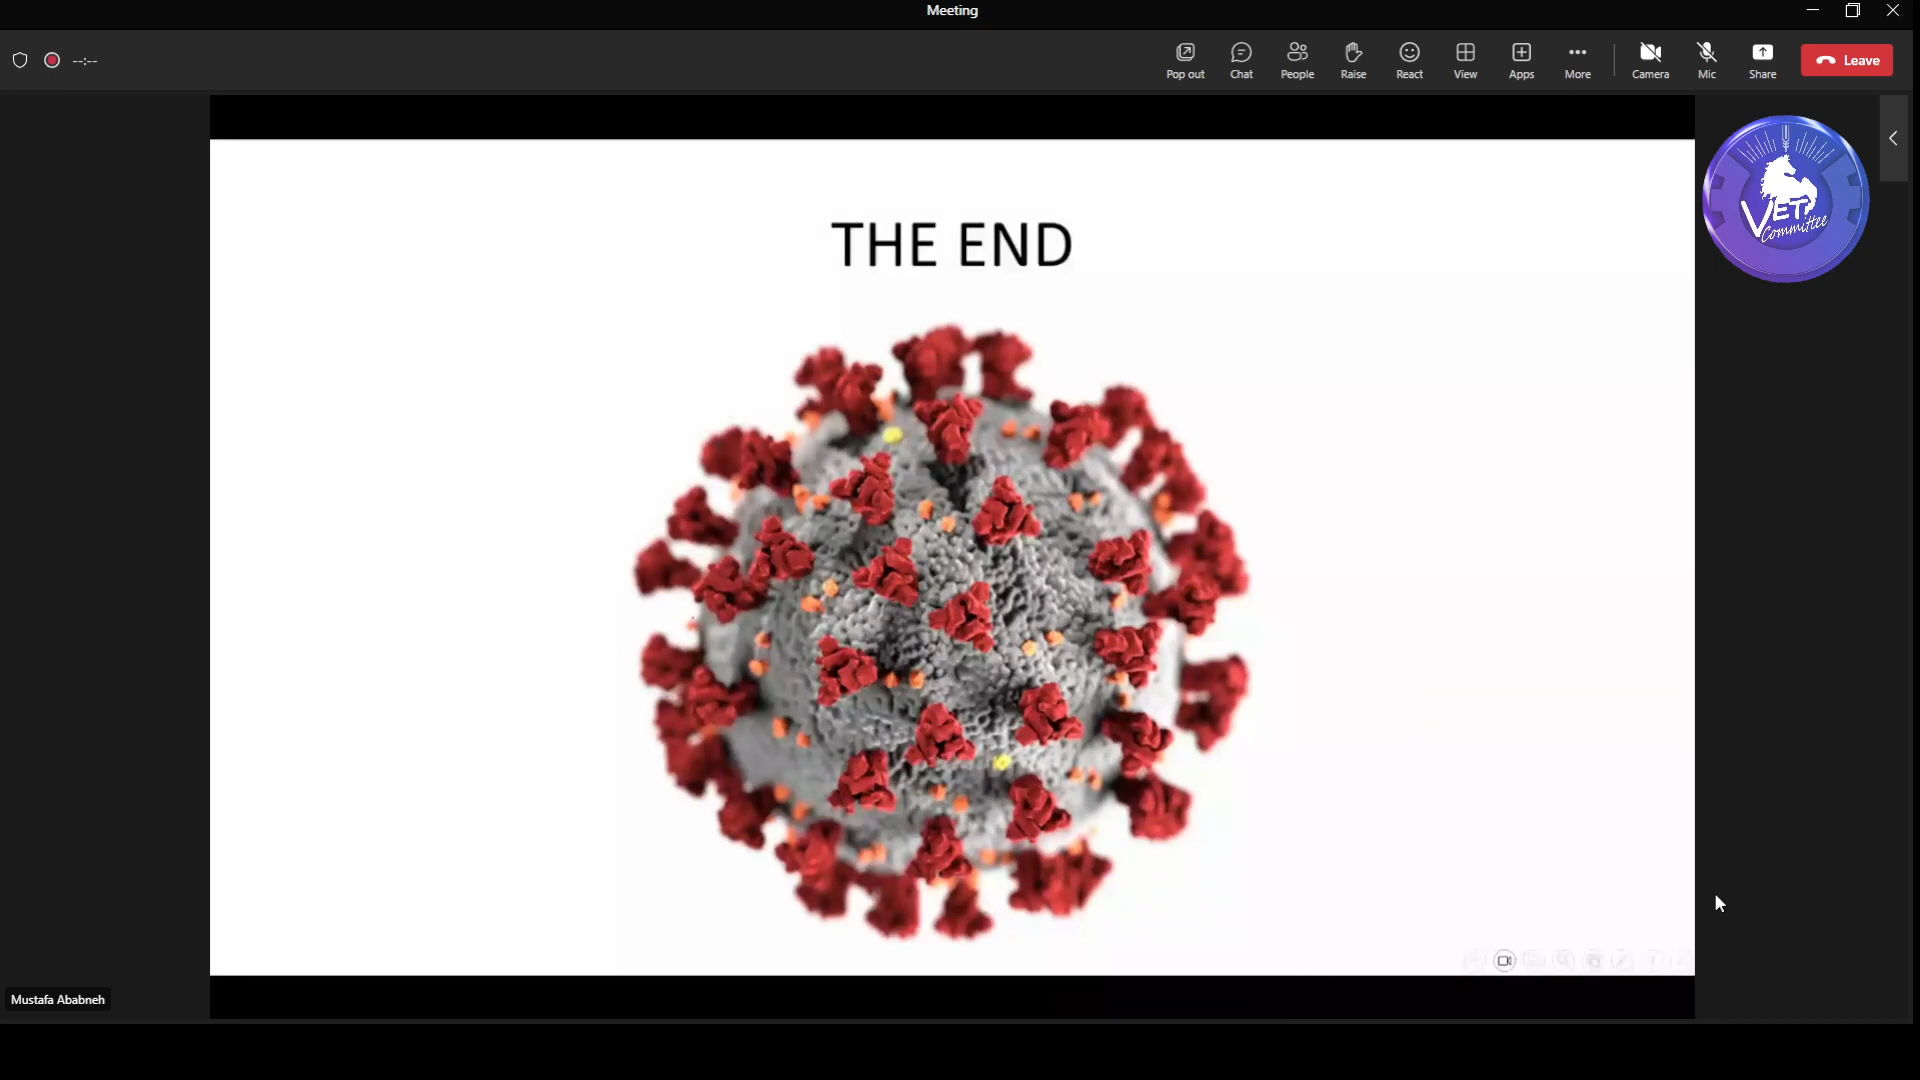 Meeting
--:--
Pop out
Chat
People
Raise
React
View
Apps
More
Camera
Mic
Share
Leave
VET
Committee
THE END
Mustafa Ababneh